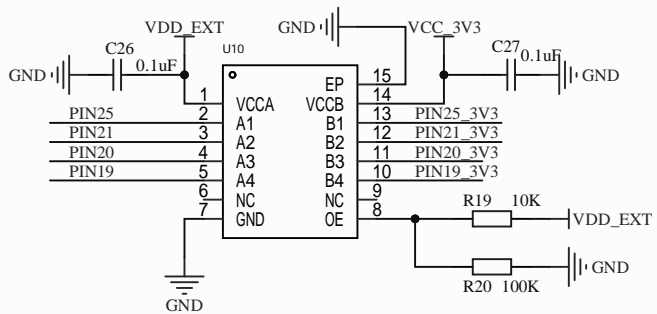 VDD_EXT
GND
VCC_3V3
C26
U10
C27
0.1uF
0.1uF
GND
GND
EP
15
1
VCCA
VCCB
14
PIN25
2
A1
B1
13
PIN25_3V3
PIN21
3
A2
B2
12
PIN21_3V3
PIN20
4
A3
B3
11
PIN20_3V3
PIN19
5
A4
B4
10
PIN19_3V3
6
NC
NC
9
7
GND
OE
8
R19 10K
VDD_EXT
GND
R20 100K
GND